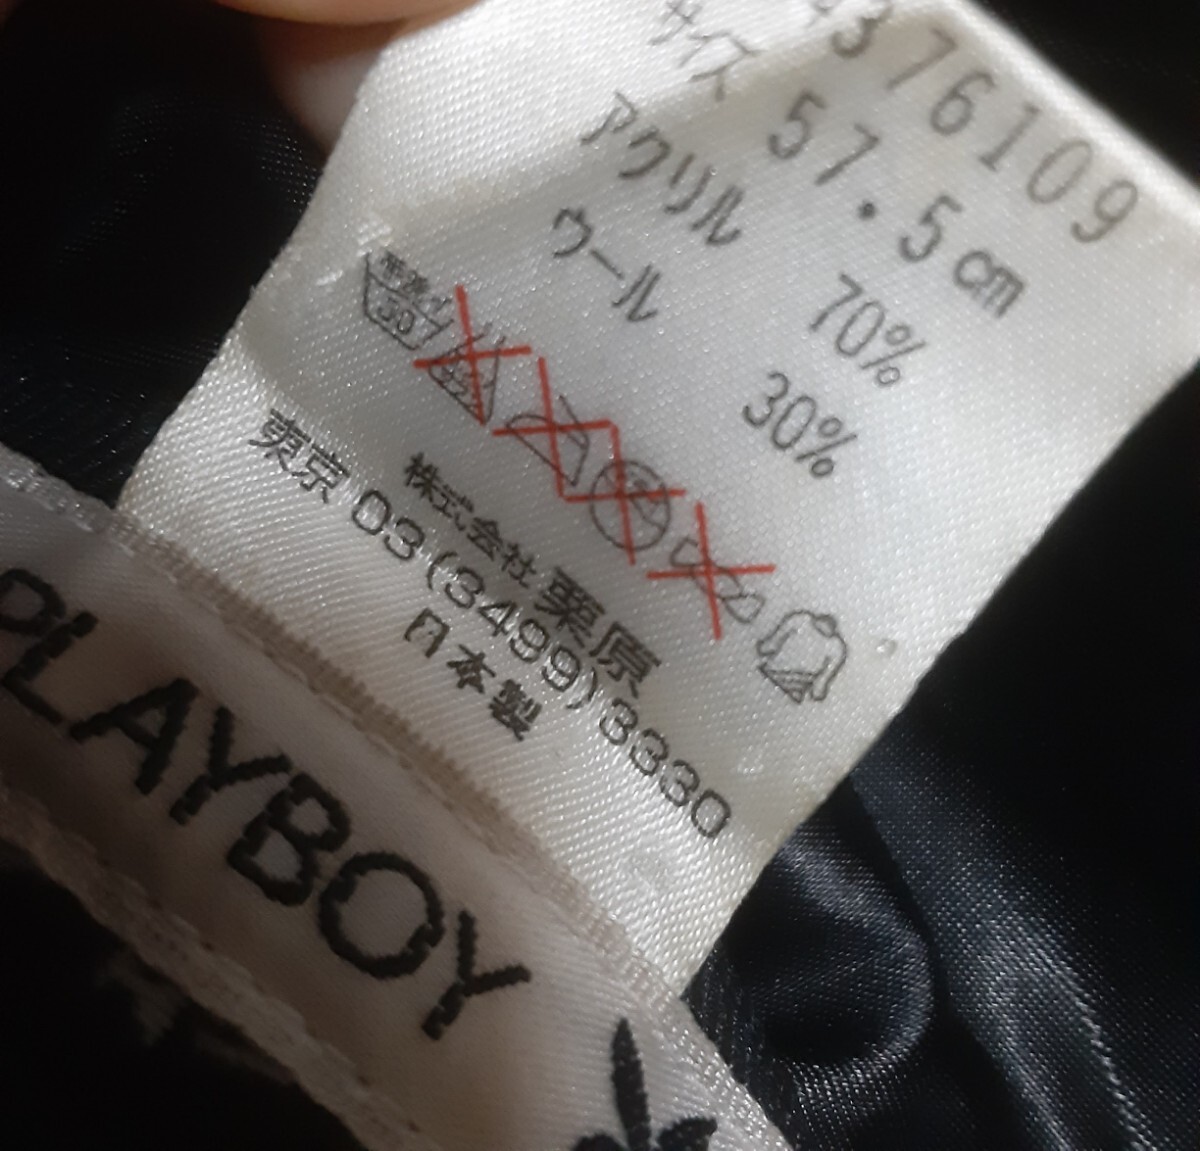 376109
サイズ 57.5cm
アクリル 70%
ウール 30%
30
株式会社 栗原
東京 03(3499)3330
日本製
PLAYBOY